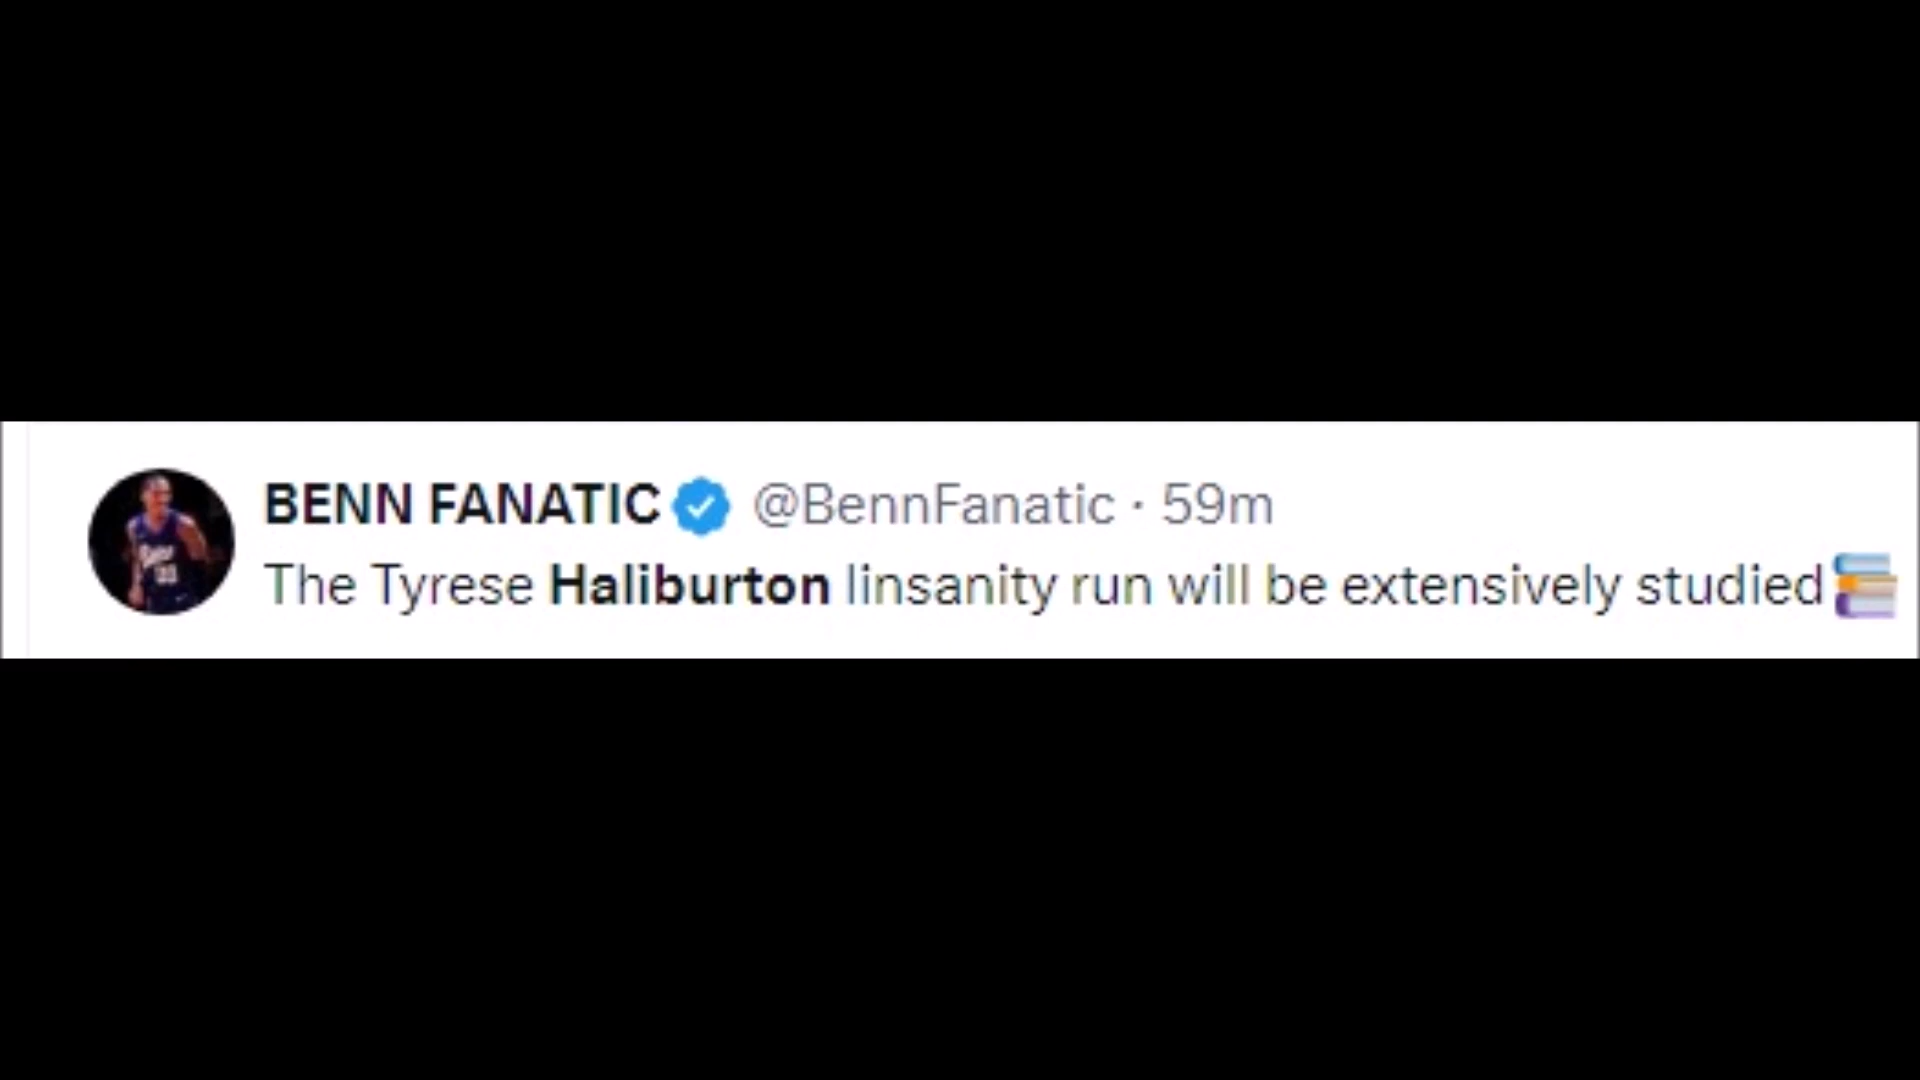 BENN FANATIC @BennFanatic · 59m
The Tyrese Haliburton linsanity run will be extensively studied📚